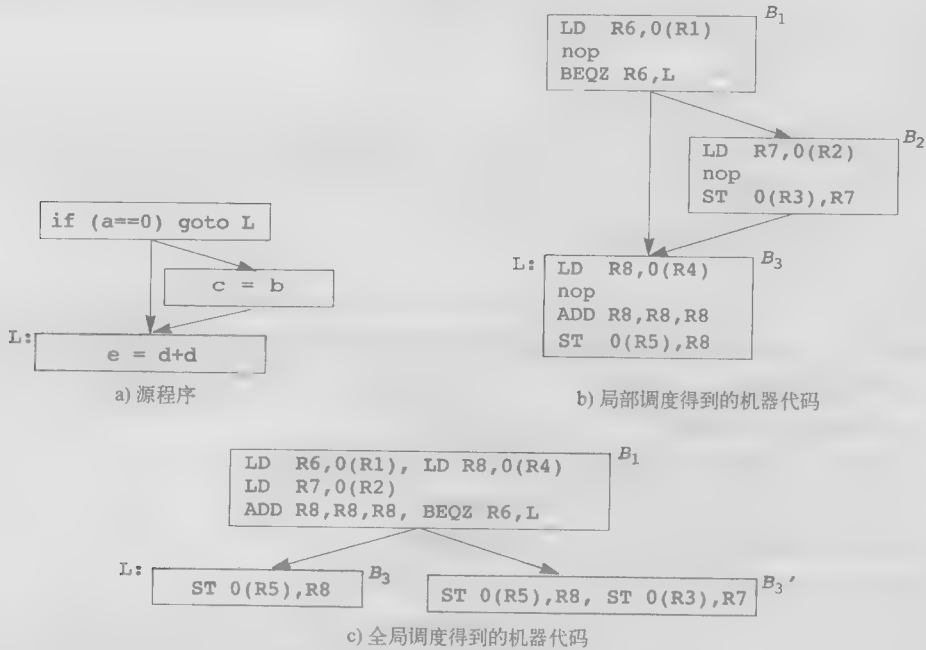 if (a==0) goto L
c = b
L:
e = d+d
a) 源程序
B1
LD R6,0(R1)
nop
BEQZ R6,L
B2
LD R7,0(R2)
nop
ST 0(R3),R7
L:
B3
LD R8,0(R4)
nop
ADD R8,R8,R8
ST 0(R5),R8
b) 局部调度得到的机器代码
B1
LD R6,0(R1), LD R8,0(R4)
LD R7,0(R2)
ADD R8,R8,R8, BEQZ R6,L
L:
ST 0(R5),R8
B3
ST 0(R5),R8, ST 0(R3),R7
B3'
c) 全局调度得到的机器代码